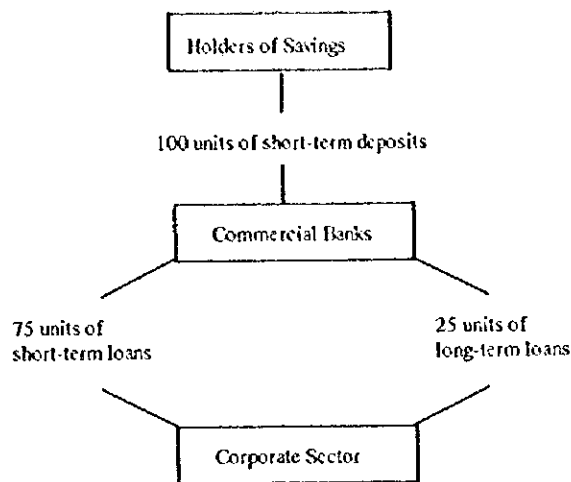 Holders of Savings
100 units of short-term deposits
Commercial Banks
75 units of
short-term loans
25 units of
long-term loans
Corporate Sector